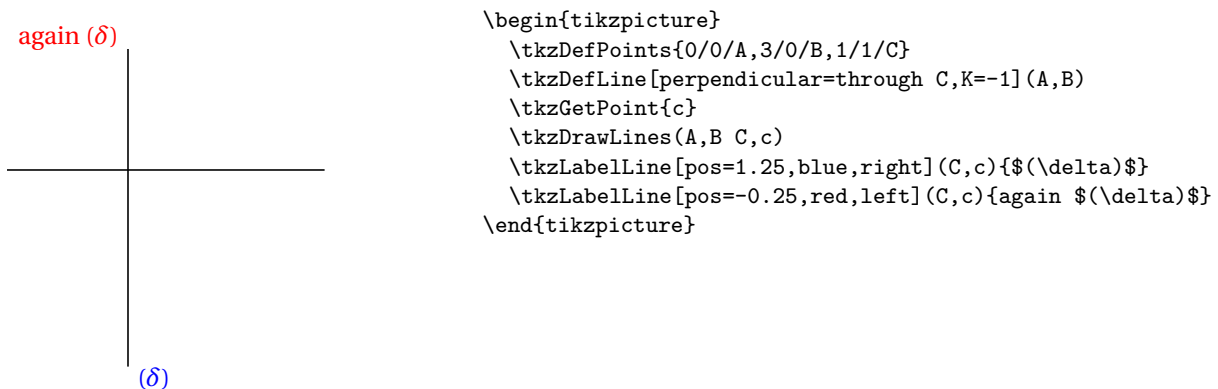 again (δ)
(δ)
\begin{tikzpicture}
  \tkzDefPoints{0/0/A,3/0/B,1/1/C}
  \tkzDefLine[perpendicular=through C,K=-1](A,B)
  \tkzGetPoint{c}
  \tkzDrawLines(A,B C,c)
  \tkzLabelLine[pos=1.25,blue,right](C,c){$(\delta)$}
  \tkzLabelLine[pos=-0.25,red,left](C,c){again $(\delta)$}
\end{tikzpicture}